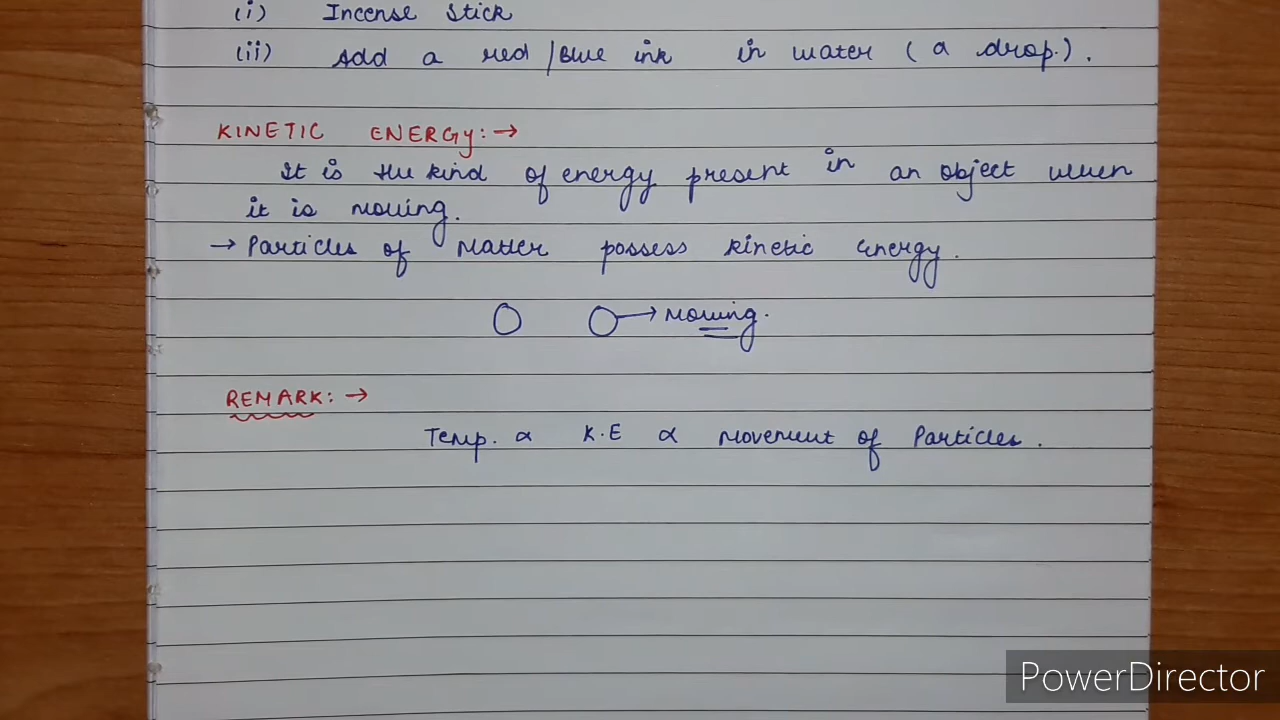 (i) Incense Stick
(ii) Add a red/Blue ink in water (a drop.).
KINETIC ENERGY:→
It is the kind of energy present in an object when
it is moving.
→ Particles of Matter possess kinetic energy.
→ Moving.
REMARK:→
Temp. ∝ K.E ∝ Movement of Particles.
PowerDirector